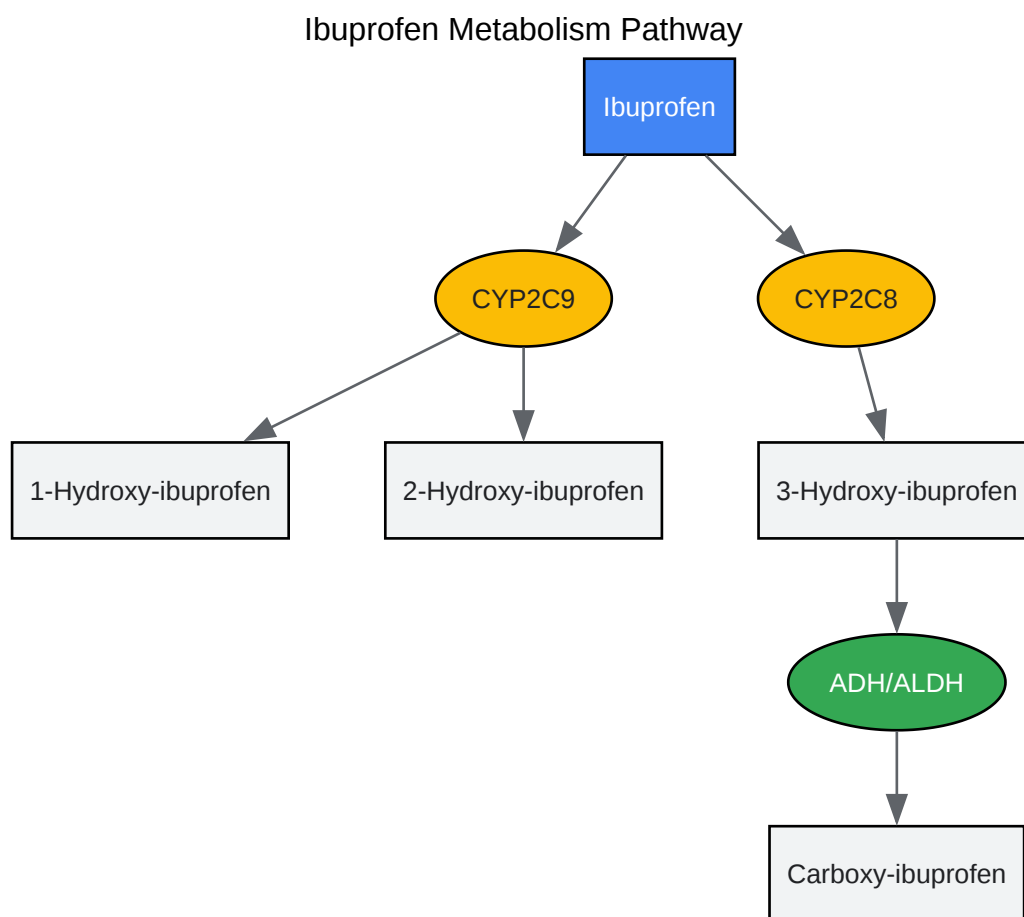 Ibuprofen Metabolism Pathway
Ibuprofen
CYP2C9
CYP2C8
1-Hydroxy-ibuprofen
2-Hydroxy-ibuprofen
3-Hydroxy-ibuprofen
ADH/ALDH
Carboxy-ibuprofen